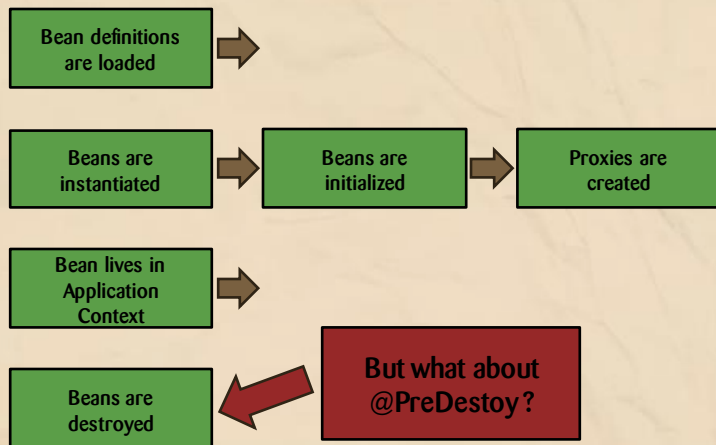 Bean definitions
are loaded
Beans are
instantiated
Beans are
initialized
Proxies are
created
Bean lives in
Application
Context
But what about
@PreDestoy?
Beans are
destroyed